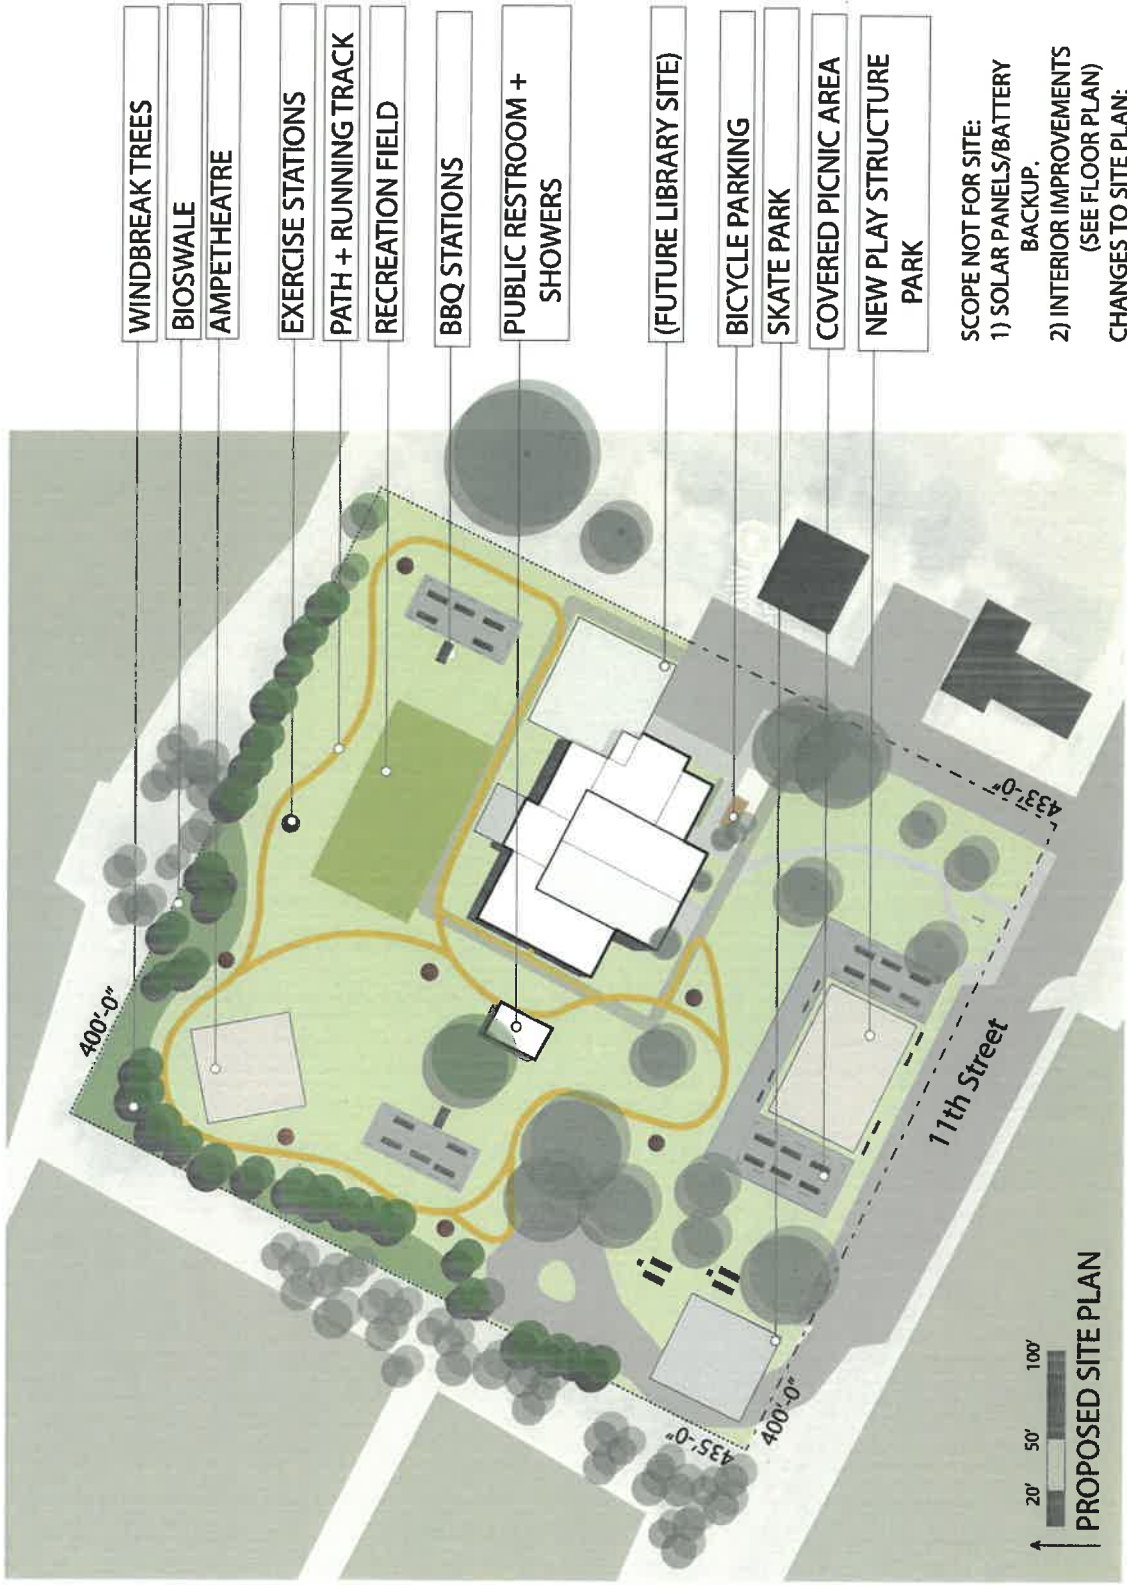 WINDBREAK TREES
BIOSWALE
AMPETHEATRE
EXERCISE STATIONS
PATH + RUNNING TRACK
RECREATION FIELD
BBQ STATIONS
PUBLIC RESTROOM +
SHOWERS
(FUTURE LIBRARY SITE)
BICYCLE PARKING
SKATE PARK
COVERED PICNIC AREA
NEW PLAY STRUCTURE
PARK
SCOPE NOT FOR SITE:
1) SOLAR PANELS/BATTERY
BACKUP.
2) INTERIOR IMPROVEMENTS
(SEE FLOOR PLAN)
CHANGES TO SITE PLAN:
400'-0"
433'-0"
11th Street
435'-0"
400'-0"
20' 50' 100'
PROPOSED SITE PLAN